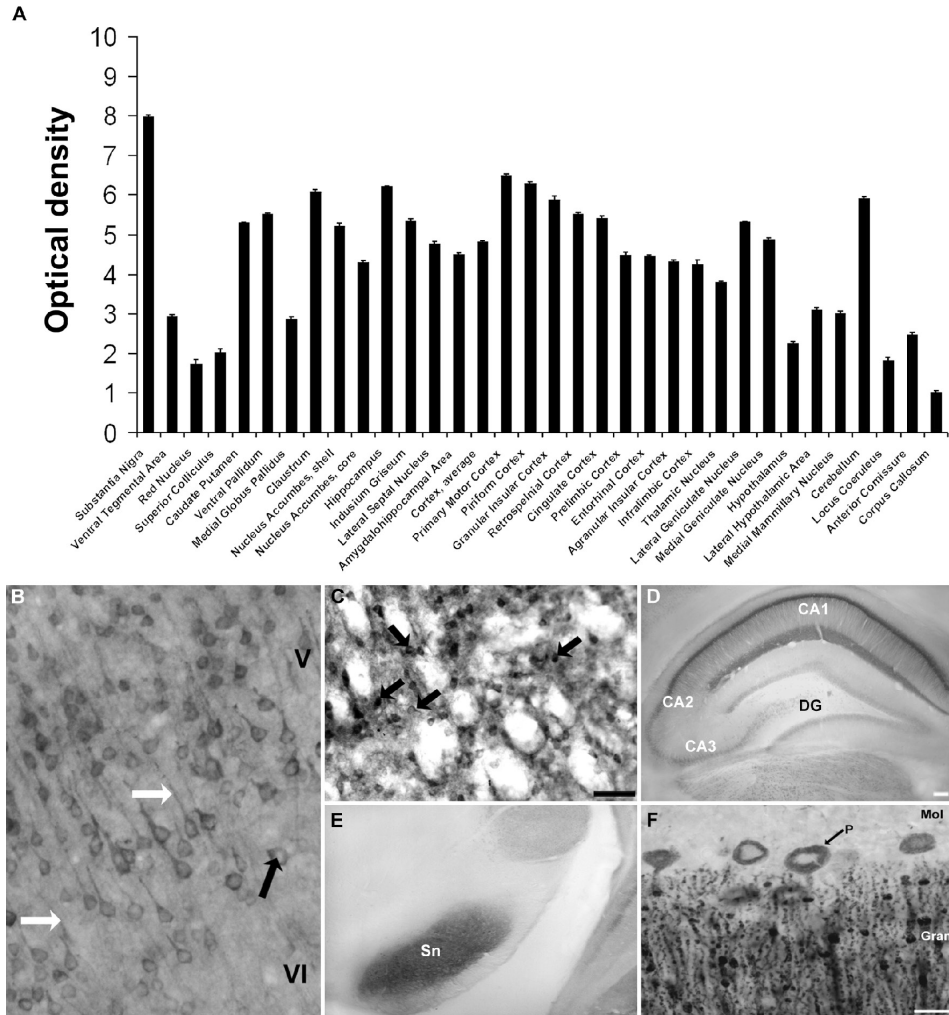 A
Optical density
10
9
8
7
6
5
4
3
2
1
0
Substantia Nigra
Ventral Tegmental Area
Red Nucleus
Superior Colliculus
Caudate Putamen
Ventral Pallidum
Medial Globus Pallidus
Claustrum
Nucleus Accumbes, shell
Nucleus Accumbes, core
Hippocampus
Indusium Griseum
Lateral Septal Nucleus
Amygdalohippocampal Area
Cortex, average
Primary Motor Cortex
Piriform Cortex
Granular Insular Cortex
Retrosplenial Cortex
Cingulate Cortex
Prelimbic Cortex
Entorhinal Cortex
Agranular Insular Cortex
Infralimbic Cortex
Thalamic Nucleus
Lateral Geniculate Nucleus
Medial Geniculate Nucleus
Hypothalamus
Lateral Hypothalamic Area
Medial Mammillary Nucleus
Cerebellum
Locus Coeruleus
Anterior Comissure
Corpus Callosum
B
V
VI
C
D
CA1
CA2
DG
CA3
E
Sn
F
Mol
P
Gran